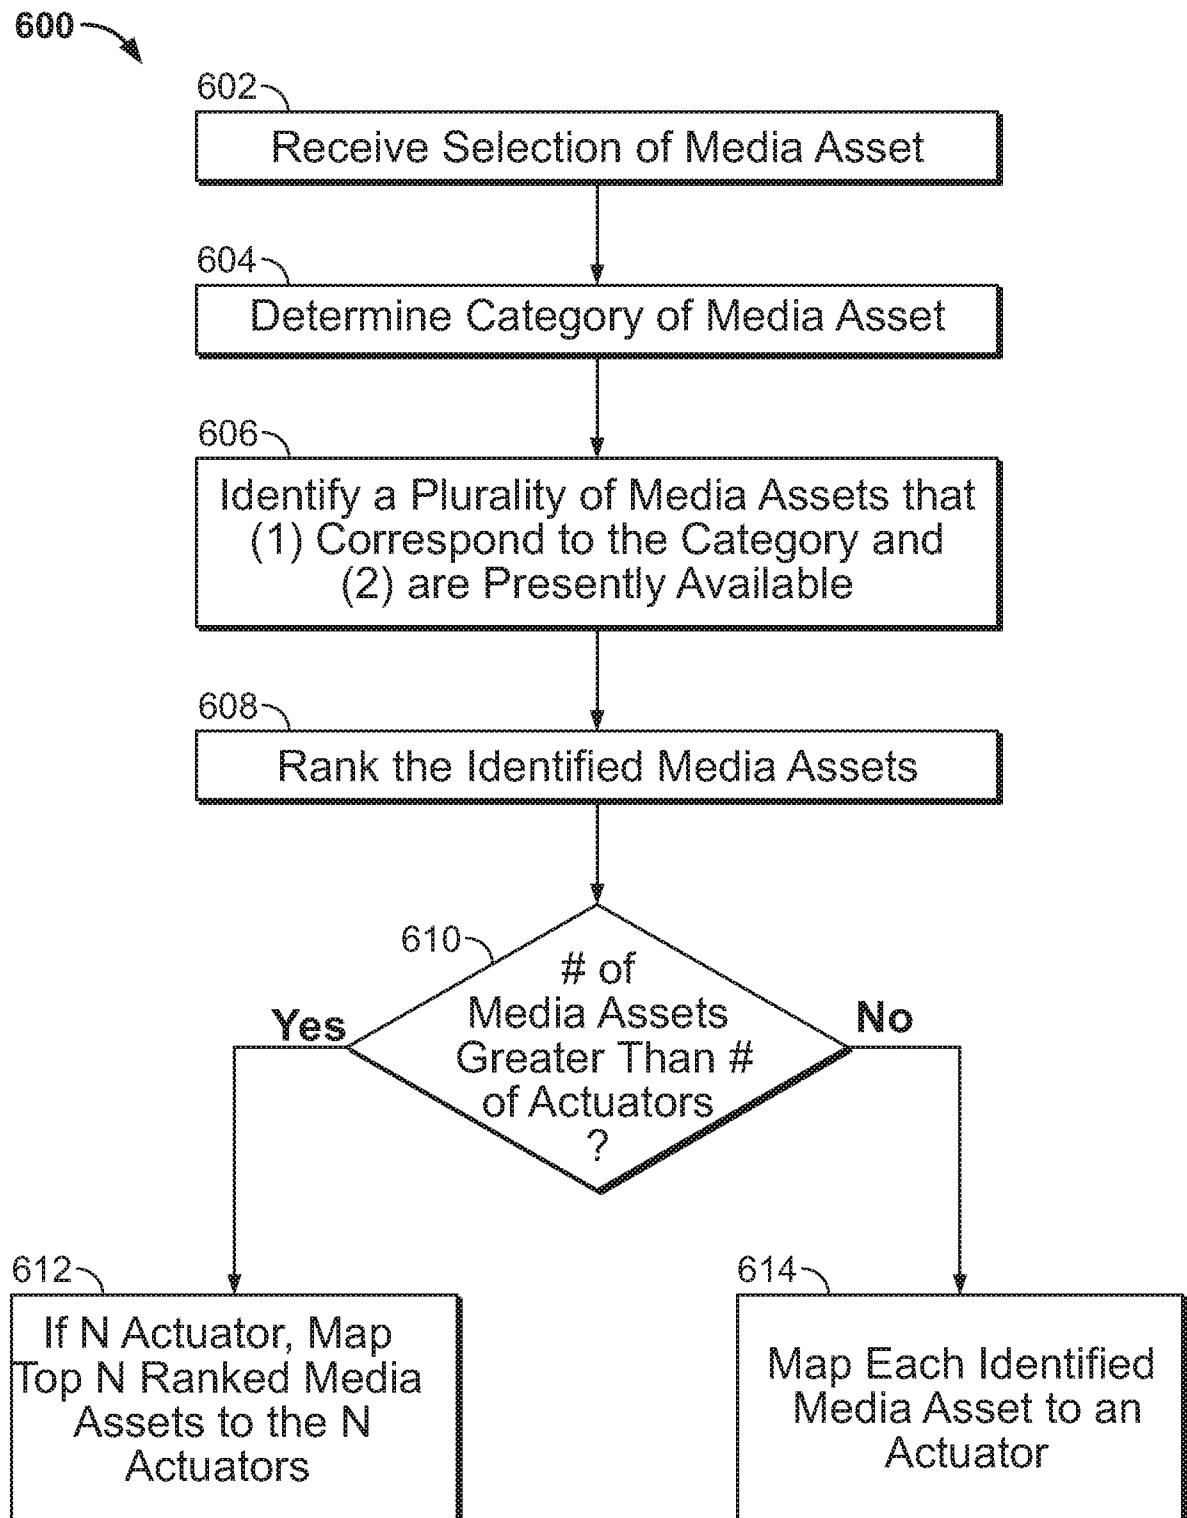 600
602
Receive Selection of Media Asset
604
Determine Category of Media Asset
606
Identify a Plurality of Media Assets that
(1) Correspond to the Category and
(2) are Presently Available
608
Rank the Identified Media Assets
610
# of
Media Assets
Greater Than #
of Actuators
?
Yes
No
612
If N Actuator, Map
Top N Ranked Media
Assets to the N
Actuators
614
Map Each Identified
Media Asset to an
Actuator